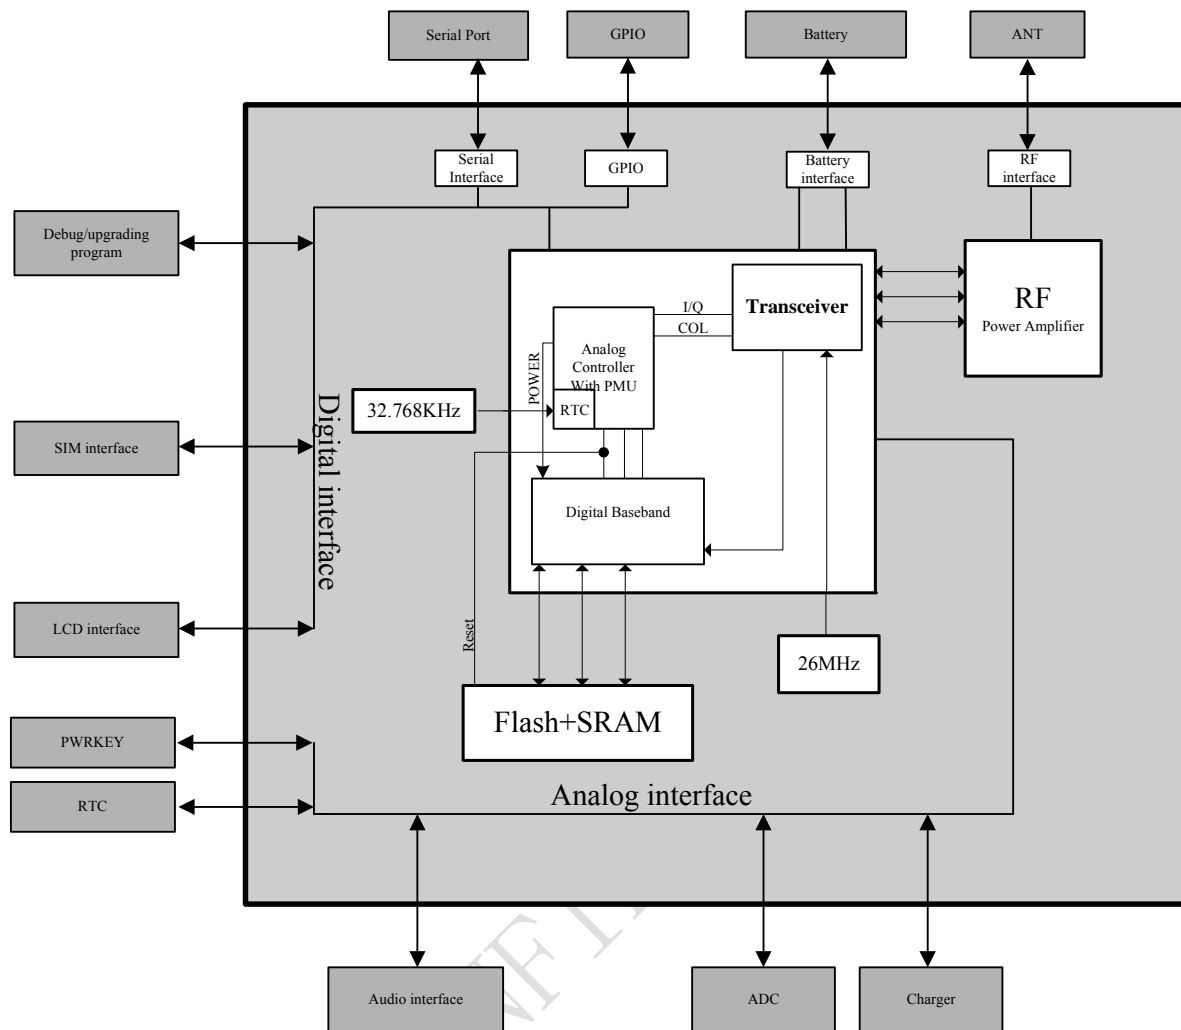 Serial Port
GPIO
Battery
ANT
Serial
Interface
GPIO
Battery
interface
RF
interface
Debug/upgrading
program
Transceiver
RF
Power Amplifier
I/Q
COL
Analog
Controller
With PMU
POWER
RTC
32.768KHz
Digital interface
SIM interface
Digital Baseband
LCD interface
Reset
26MHz
Flash+SRAM
PWRKEY
RTC
Analog interface
Audio interface
ADC
Charger